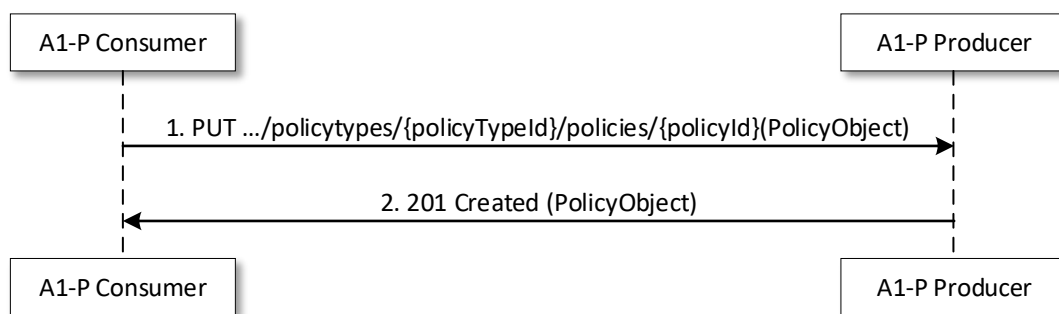 A1-P Consumer
A1-P Producer
1. PUT …/policytypes/{policyTypeId}/policies/{policyId}(PolicyObject)
2. 201 Created (PolicyObject)
A1-P Consumer
A1-P Producer